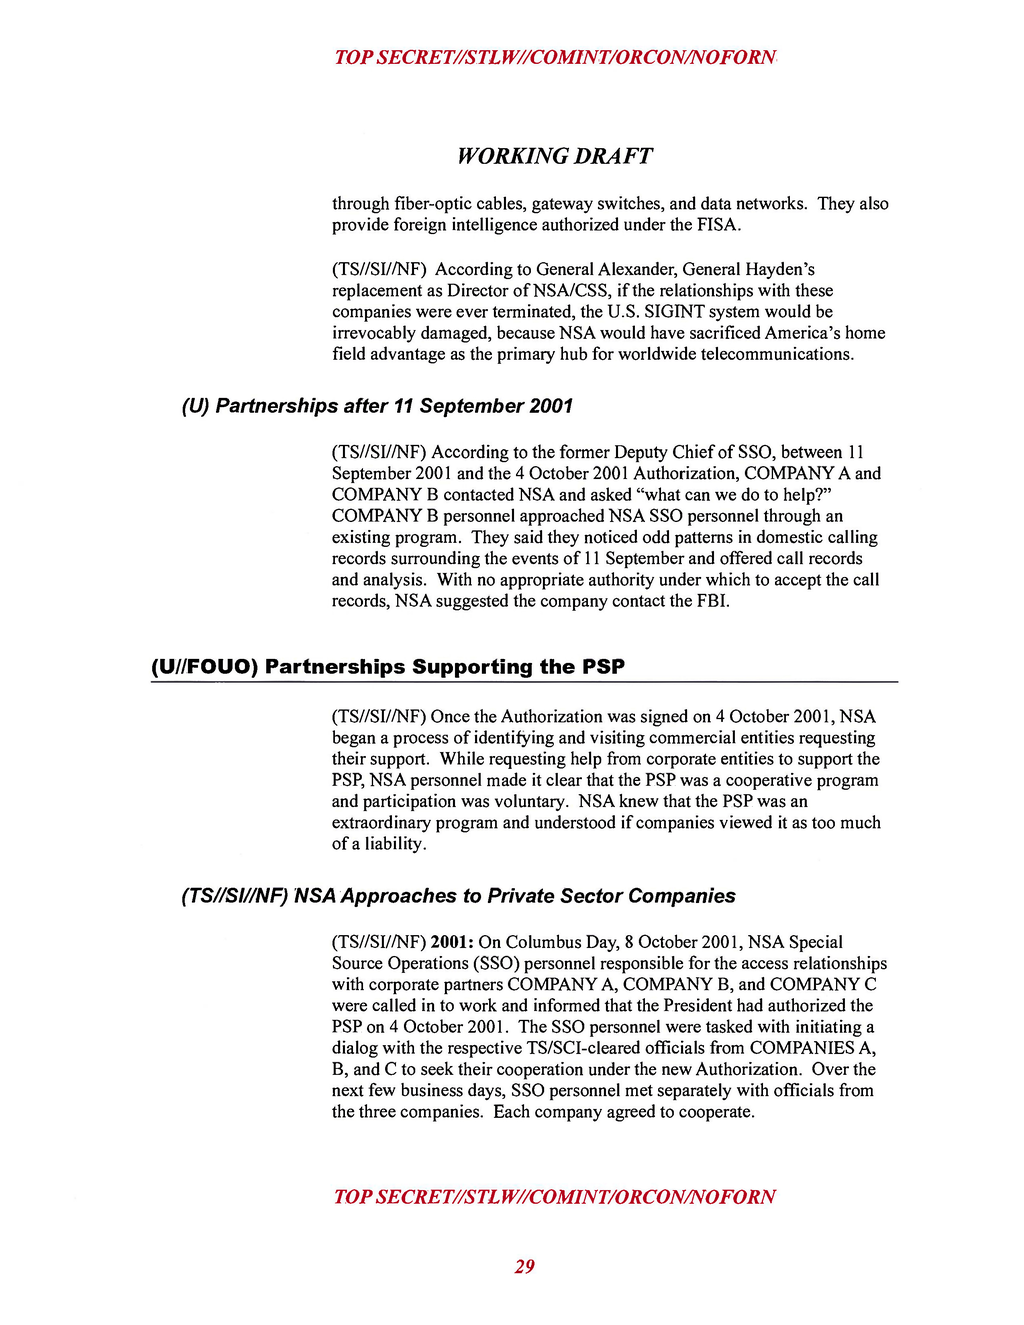 TOP SECRET//STLW//COMINT/ORCON/NOFORN
WORKING DRAFT
through fiber-optic cables, gateway switches, and data networks. They also
provide foreign intelligence authorized under the FISA.
(TS//SI//NF) According to General Alexander, General Hayden's
replacement as Director of NSA/CSS, if the relationships with these
companies were ever terminated, the U.S. SIGINT system would be
irrevocably damaged, because NSA would have sacrificed America's home
field advantage as the primary hub for worldwide telecommunications.
(U) Partnerships after 11 September 2001
(TS//SI//NF) According to the former Deputy Chief of SSO, between 11
September 2001 and the 4 October 2001 Authorization, COMPANY A and
COMPANY B contacted NSA and asked “what can we do to help?”
COMPANY B personnel approached NSA SSO personnel through an
existing program. They said they noticed odd patterns in domestic calling
records surrounding the events of 11 September and offered call records
and analysis. With no appropriate authority under which to accept the call
records, NSA suggested the company contact the FBI.
(U//FOUO) Partnerships Supporting the PSP
(TS//SI//NF) Once the Authorization was signed on 4 October 2001, NSA
began a process of identifying and visiting commercial entities requesting
their support. While requesting help from corporate entities to support the
PSP, NSA personnel made it clear that the PSP was a cooperative program
and participation was voluntary. NSA knew that the PSP was an
extraordinary program and understood if companies viewed it as too much
of a liability.
(TS//SI//NF) NSA Approaches to Private Sector Companies
(TS//SI//NF) 2001: On Columbus Day, 8 October 2001, NSA Special
Source Operations (SSO) personnel responsible for the access relationships
with corporate partners COMPANY A, COMPANY B, and COMPANY C
were called in to work and informed that the President had authorized the
PSP on 4 October 2001. The SSO personnel were tasked with initiating a
dialog with the respective TS/SCI-cleared officials from COMPANIES A,
B, and C to seek their cooperation under the new Authorization. Over the
next few business days, SSO personnel met separately with officials from
the three companies. Each company agreed to cooperate.
TOP SECRET//STLW//COMINT/ORCON/NOFORN
29